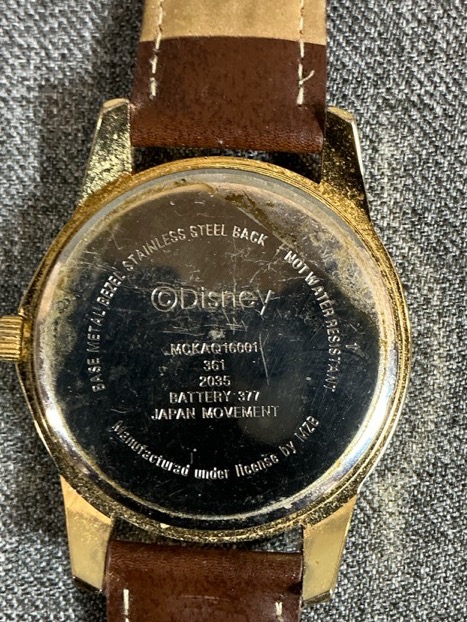 BASE METAL BEZEL STAINLESS STEEL BACK NOT WATER RESISTANT
©Disney
MCKAQ16001
361
2035
BATTERY 377
JAPAN MOVEMENT
Manufactured under license by MZB